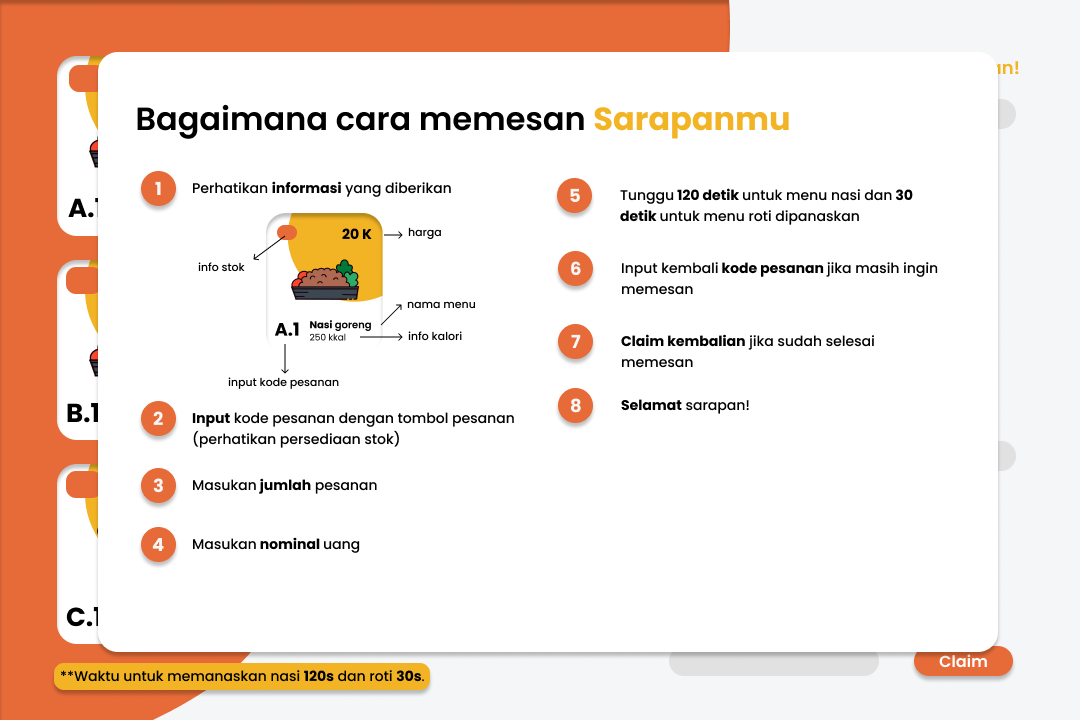 an!
Bagaimana cara memesan Sarapanmu
1
Perhatikan informasi yang diberikan
20 K
harga
info stok
nama menu
A.1
Nasi goreng
250 kkal
info kalori
input kode pesanan
2
Input kode pesanan dengan tombol pesanan
(perhatikan persediaan stok)
3
Masukan jumlah pesanan
4
Masukan nominal uang
5
Tunggu 120 detik untuk menu nasi dan 30
detik untuk menu roti dipanaskan
6
Input kembali kode pesanan jika masih ingin
memesan
7
Claim kembalian jika sudah selesai
memesan
8
Selamat sarapan!
A.1
B.1
C.1
**Waktu untuk memanaskan nasi 120s dan roti 30s.
Claim